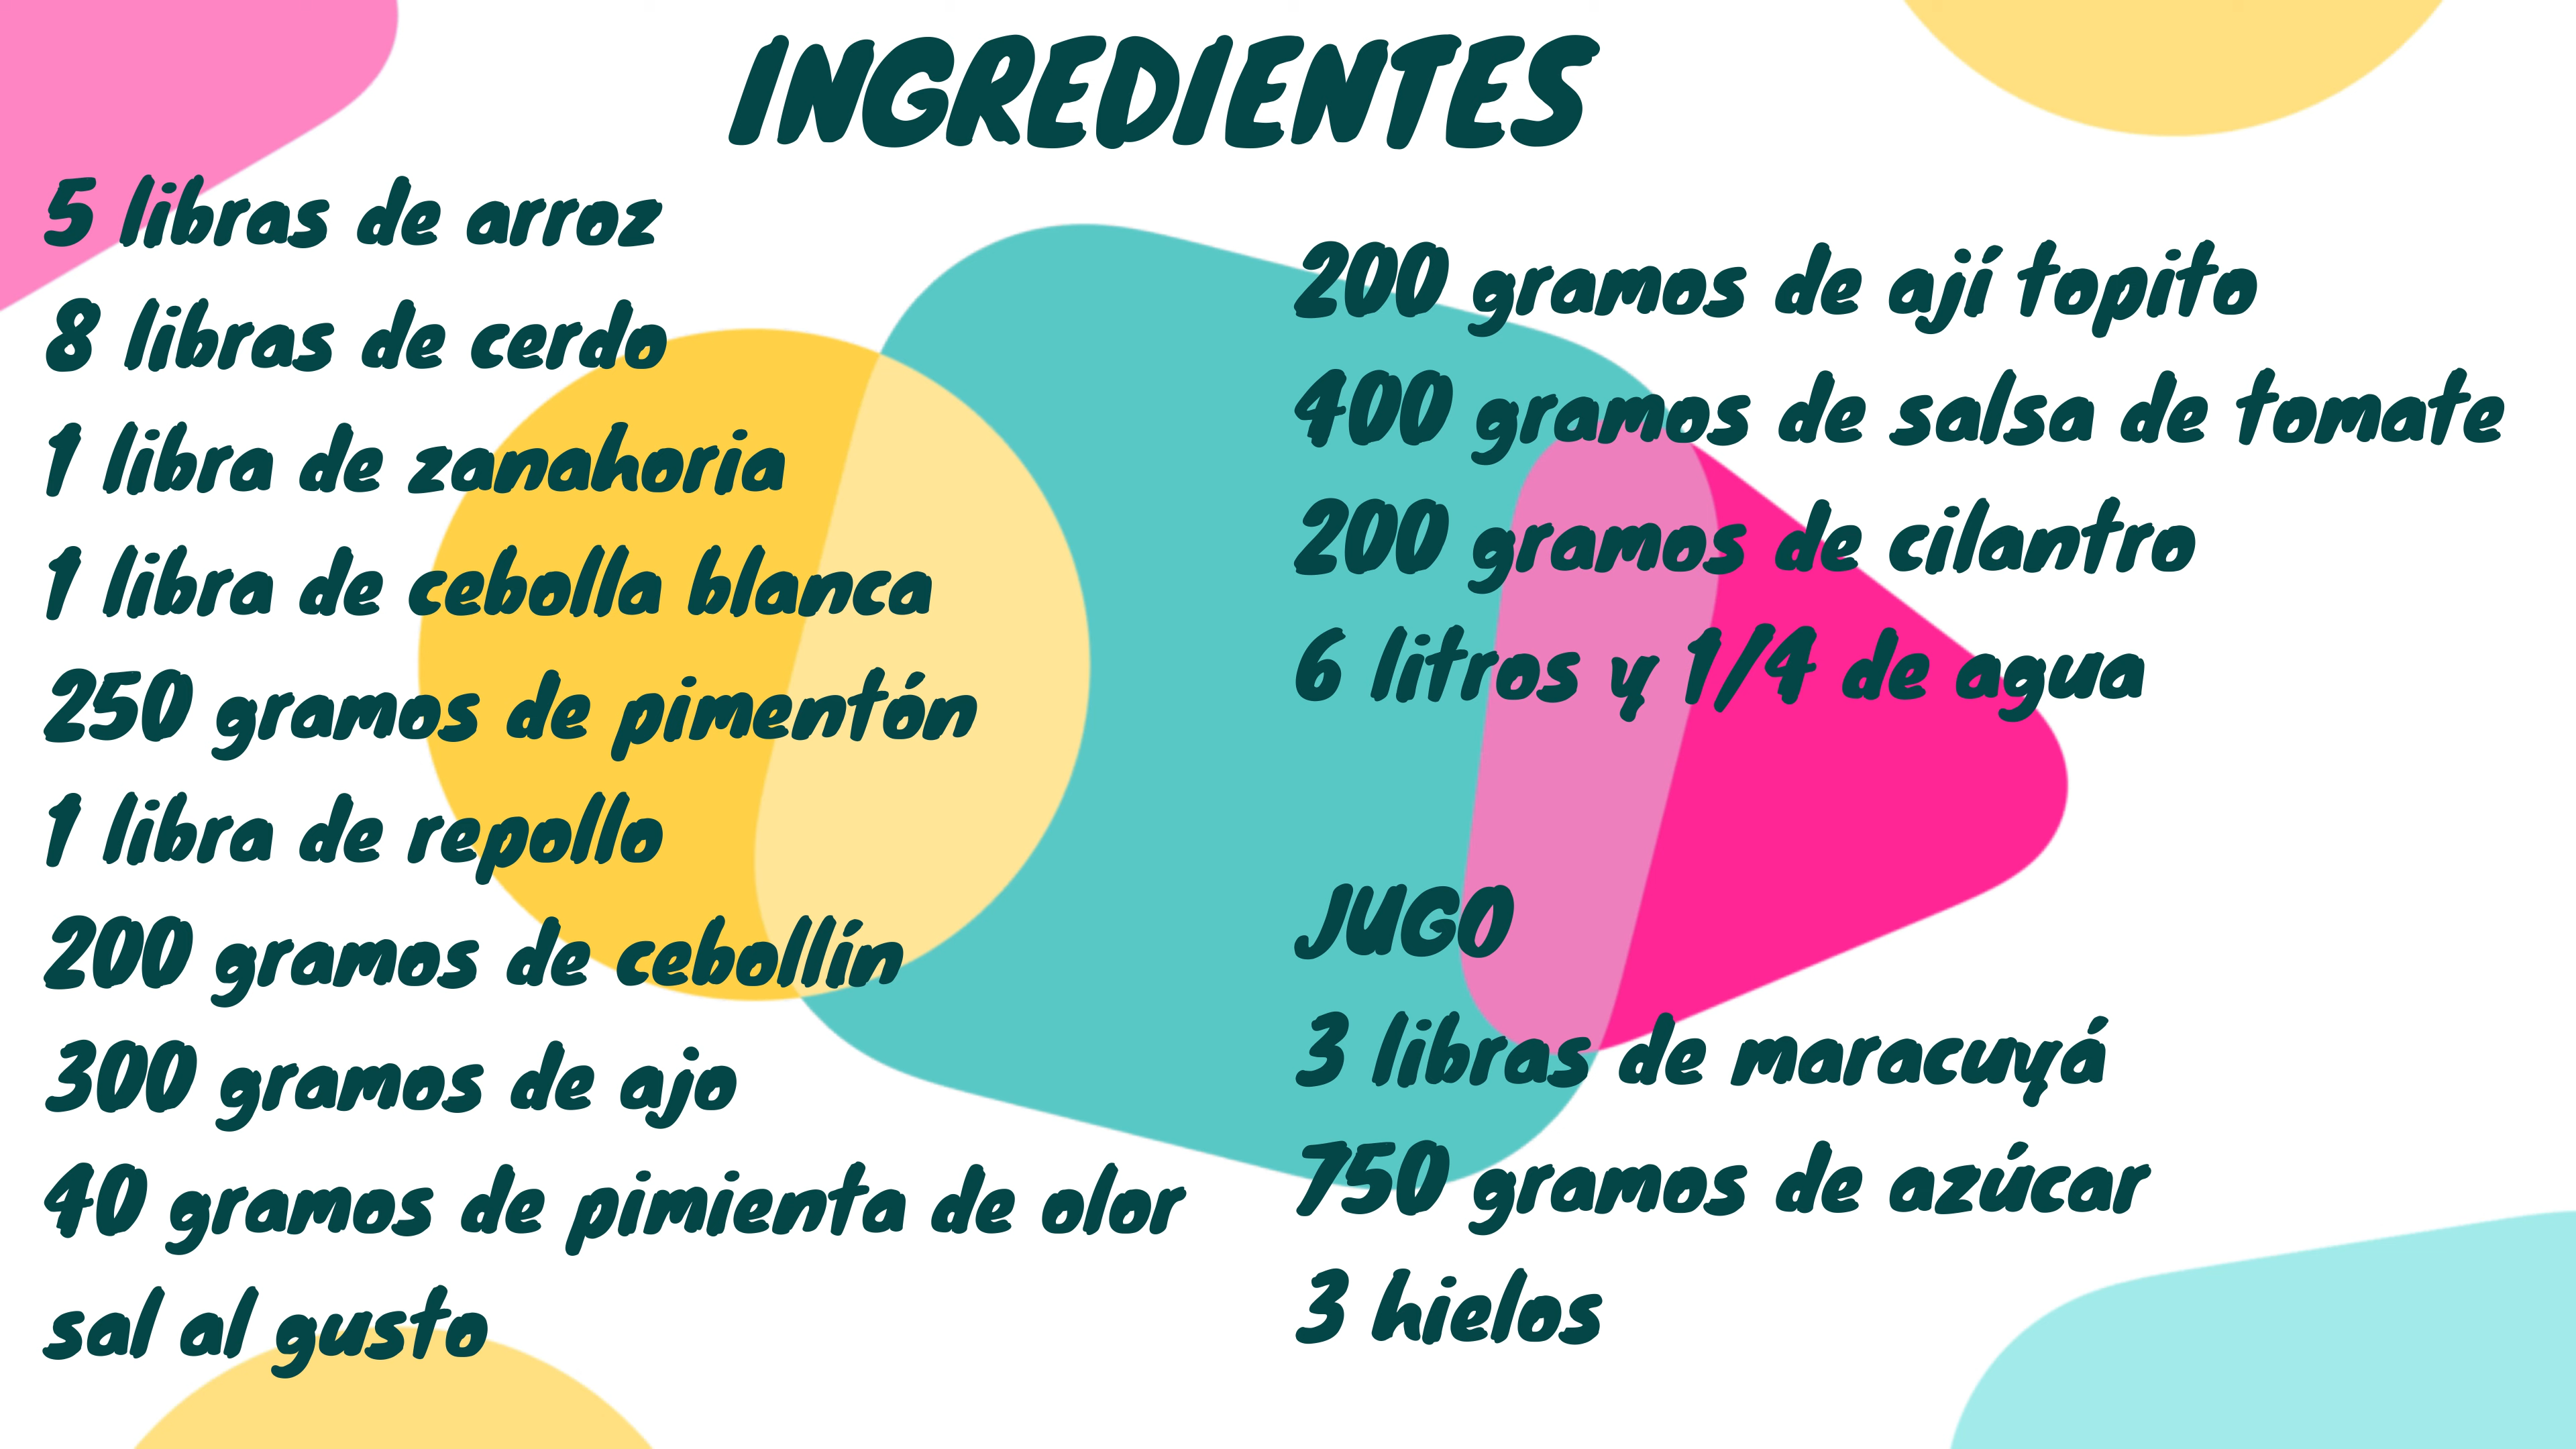 INGREDIENTES
5 libras de arroz
8 libras de cerdo
1 libra de zanahoria
1 libra de cebolla blanca
250 gramos de pimentón
1 libra de repollo
200 gramos de cebollín
300 gramos de ajo
40 gramos de pimienta de olor
sal al gusto
200 gramos de ají topito
400 gramos de salsa de tomate
200 gramos de cilantro
6 litros y 1/4 de agua
JUGO
3 libras de maracuyá
750 gramos de azúcar
3 hielos